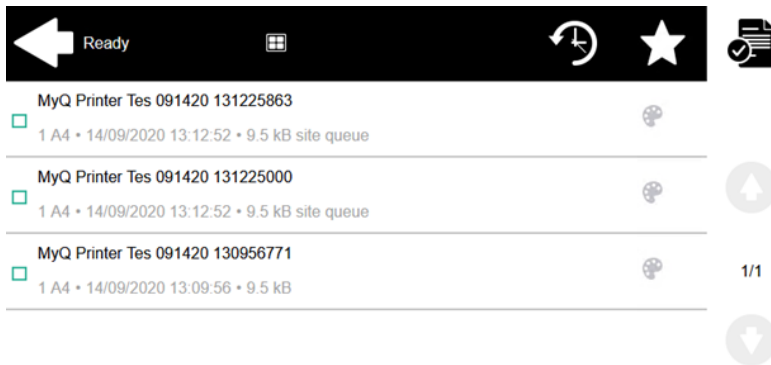 Ready
MyQ Printer Tes 091420 131225863
1 A4 • 14/09/2020 13:12:52 • 9.5 kB site queue
MyQ Printer Tes 091420 131225000
1 A4 • 14/09/2020 13:12:52 • 9.5 kB site queue
MyQ Printer Tes 091420 130956771
1 A4 • 14/09/2020 13:09:56 • 9.5 kB
1/1